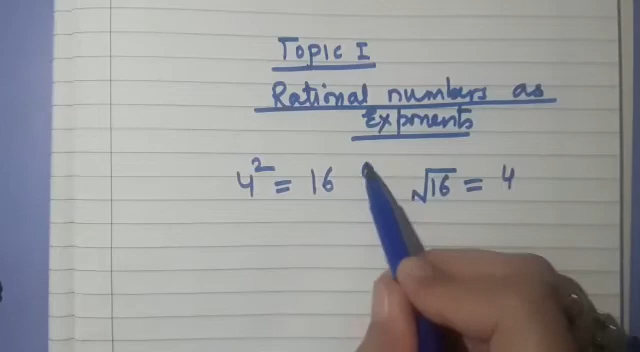 Topic I
Rational numbers as
Exponents
4² = 16 √16 = 4